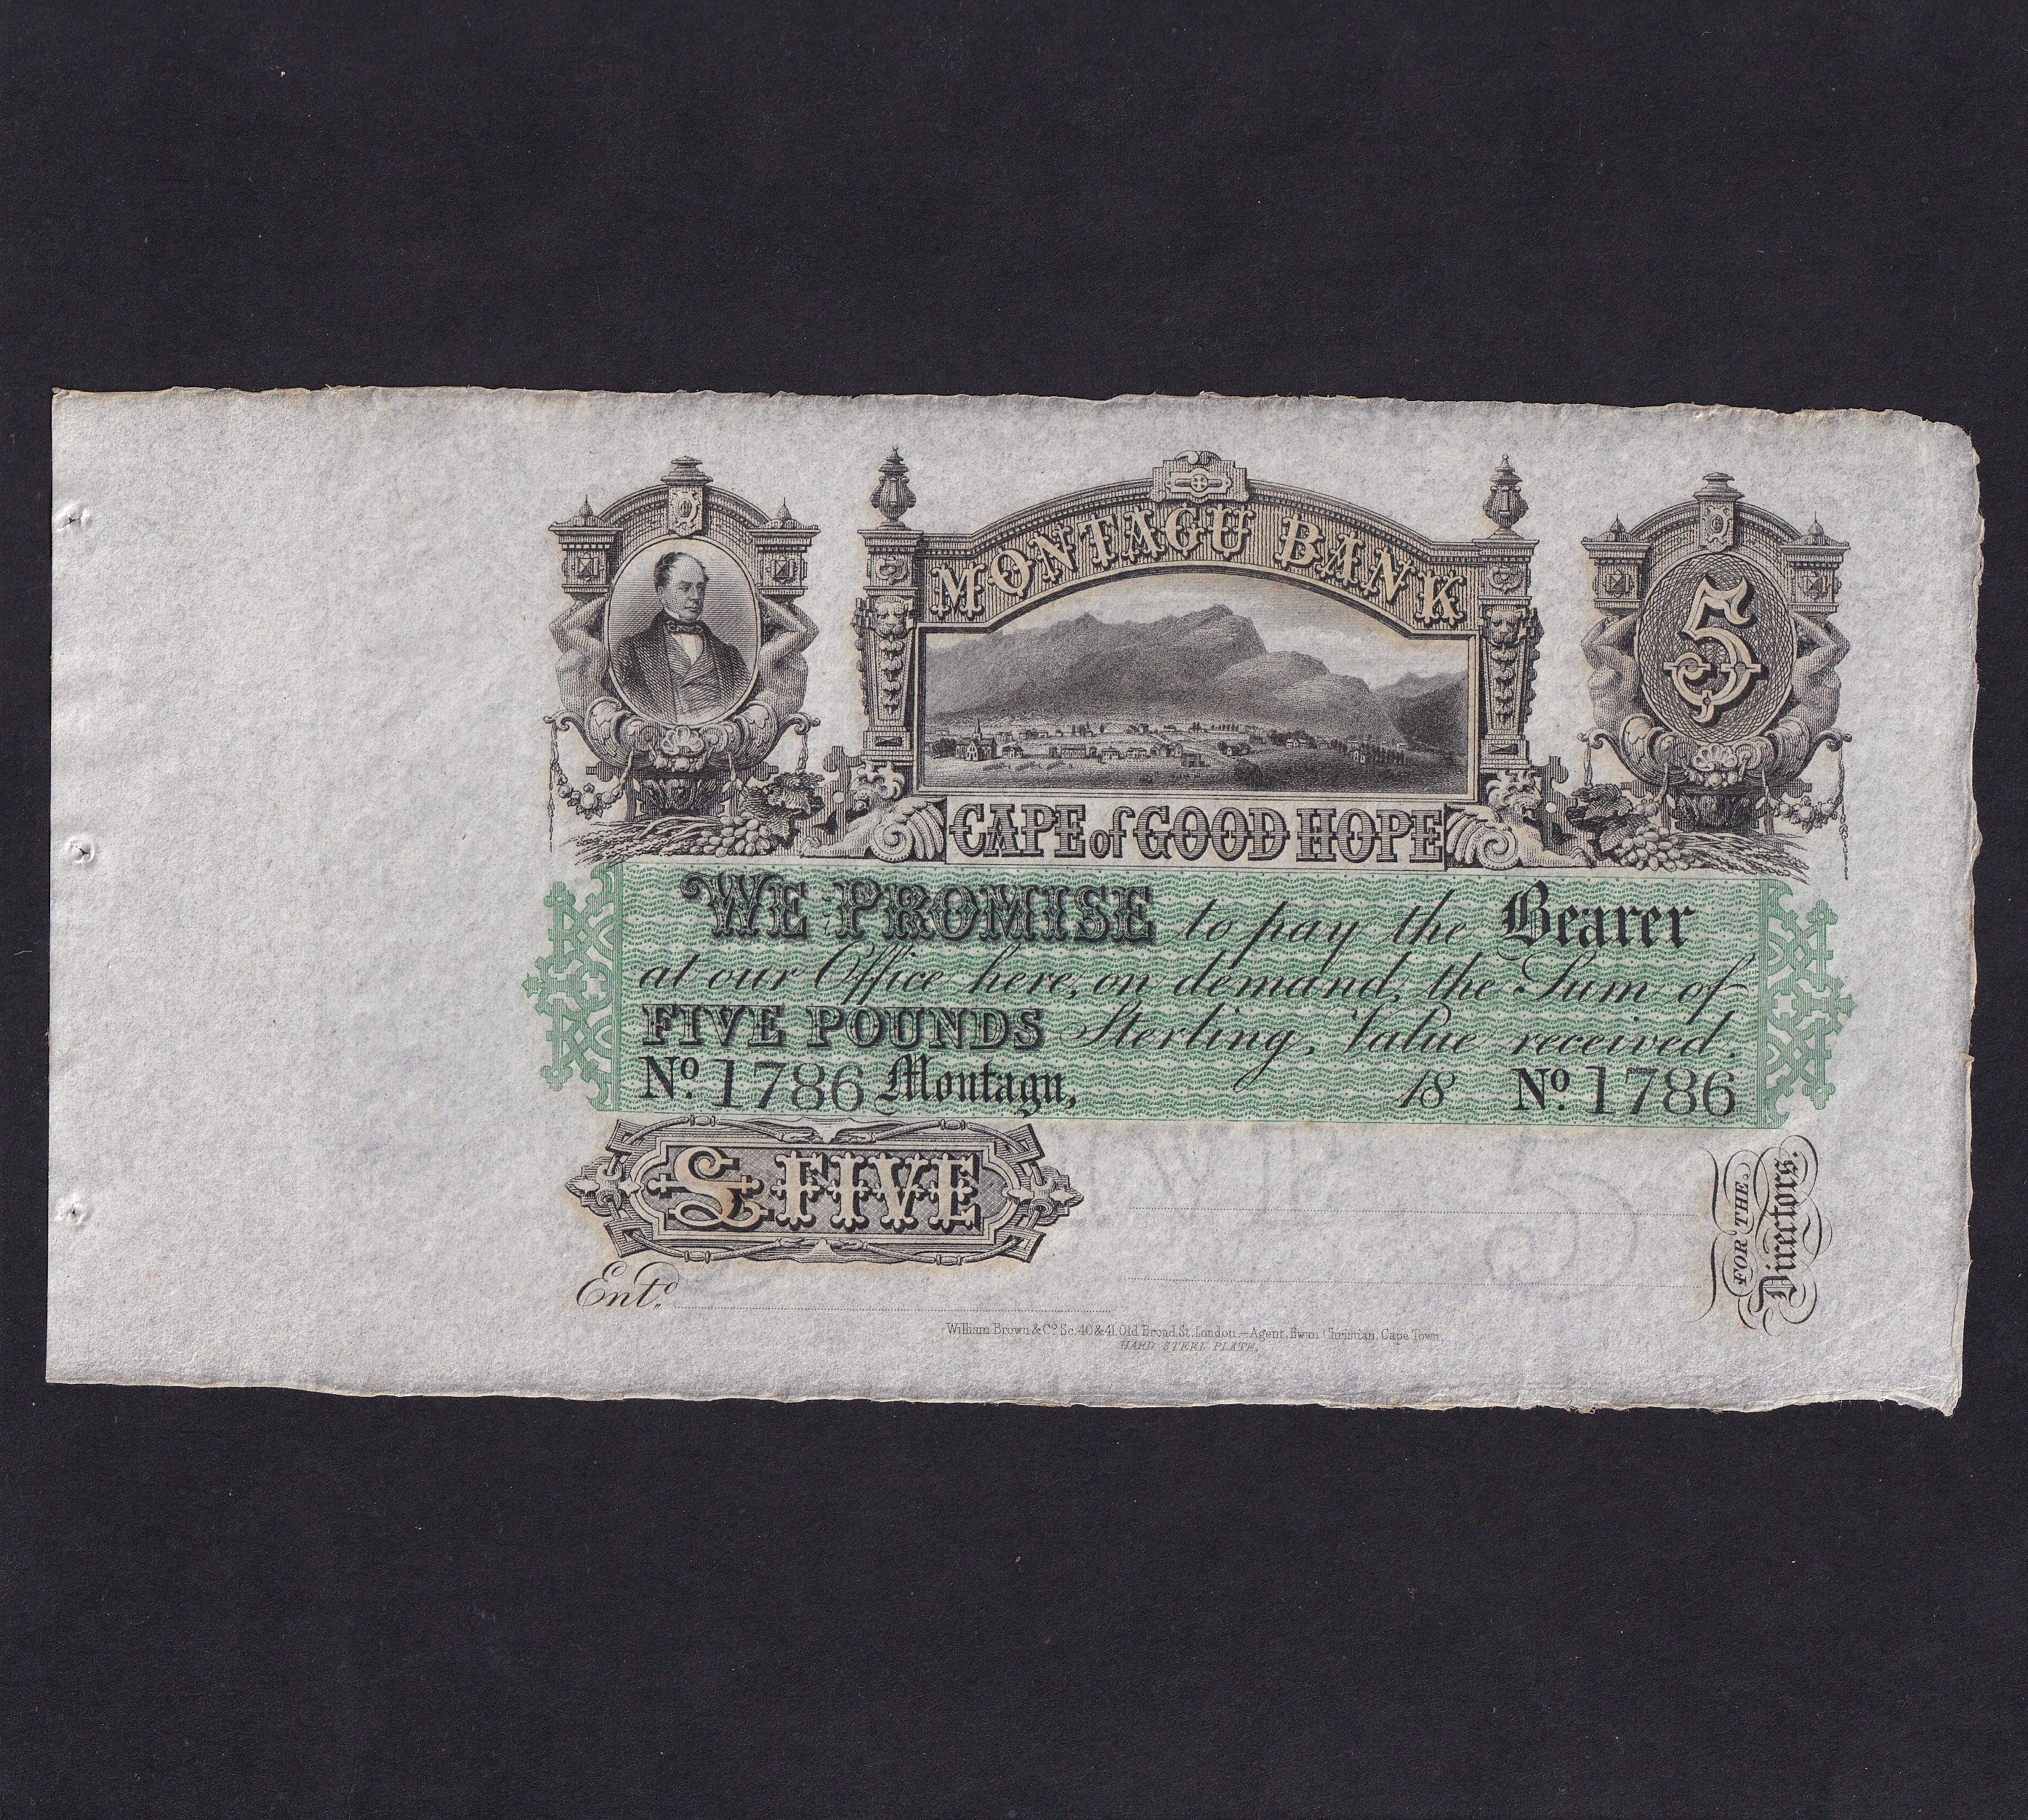 MONTAGU BANK
5
CAPE of GOOD HOPE
WE PROMISE to pay the Bearer
at our Office here, on demand, the Sum of
FIVE POUNDS Sterling, Value received.
No. 1786 Montagu, 18 No. 1786
£ FIVE
FOR THE
Directors.
Entd.
William Brown & Co. Sc. 40 & 41, Old Broad St. London.—Agent, Ewan Christian, Cape Town.
HARD STEEL PLATE.